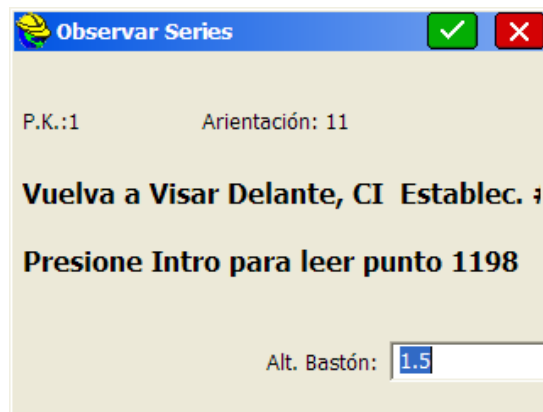 Observar Series
P.K.:1 Arientación: 11
Vuelva a Visar Delante, CI Establec.
Presione Intro para leer punto 1198
Alt. Bastón: 1.5